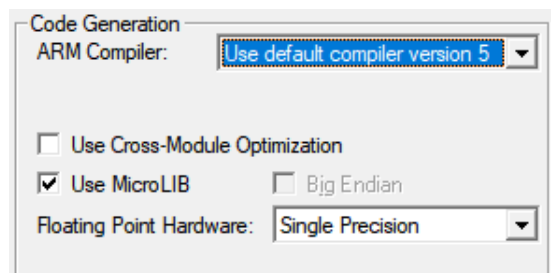 Code Generation
ARM Compiler: Use default compiler version 5
Use Cross-Module Optimization
Use MicroLIB Big Endian
Floating Point Hardware: Single Precision